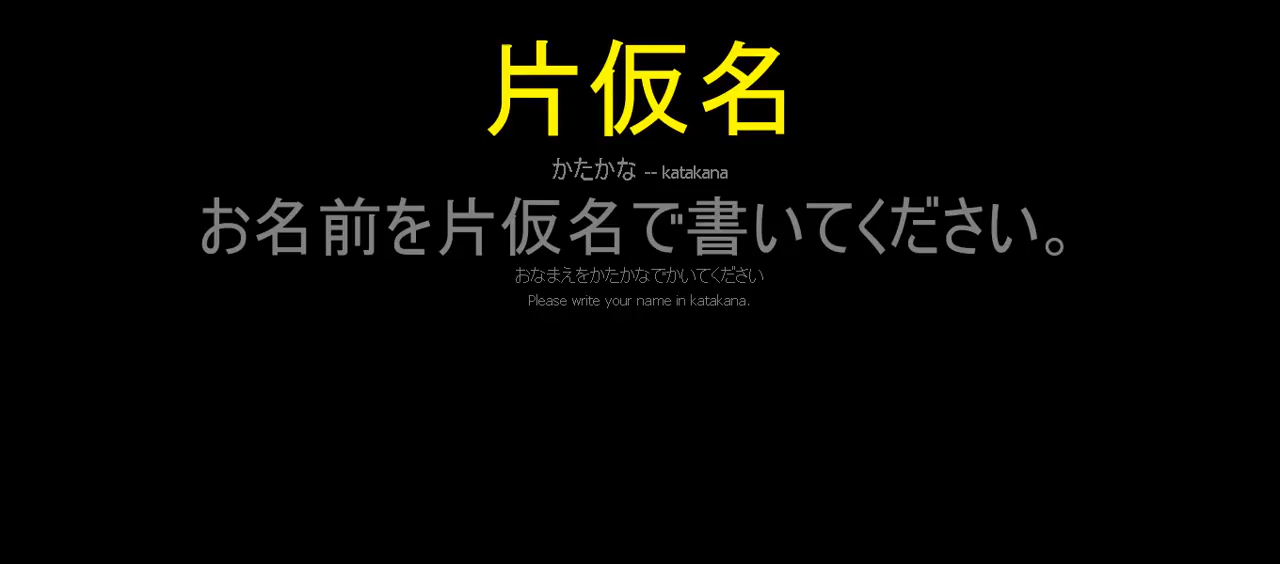 片仮名
かたかな -- katakana
お名前を片仮名で書いてください。
おなまえをかたかなでかいてください
Please write your name in katakana.